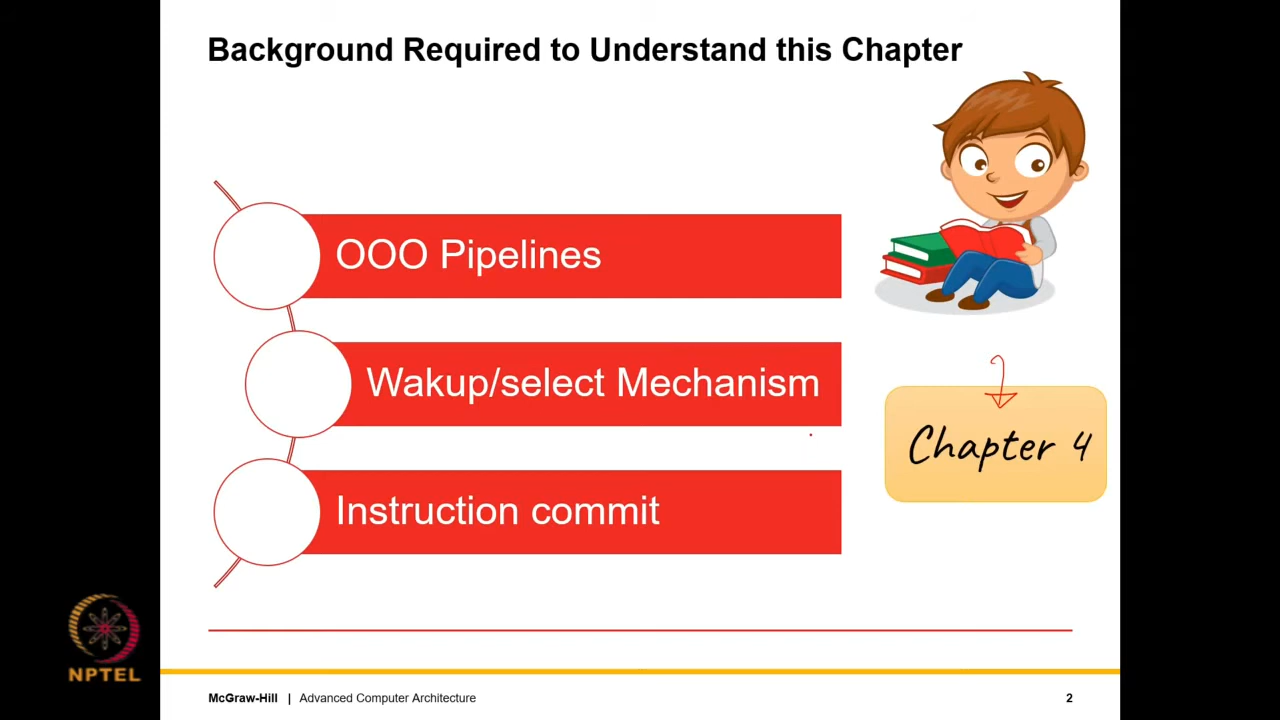 Background Required to Understand this Chapter
OOO Pipelines
Wakup/select Mechanism
Instruction commit
Chapter 4
NPTEL
McGraw-Hill | Advanced Computer Architecture
2